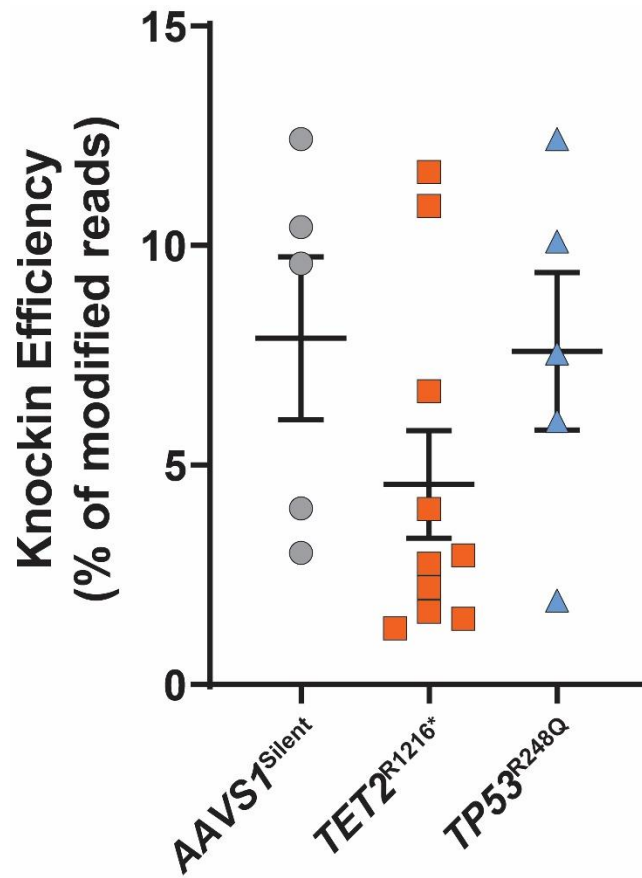 Knockin Efficiency
(% of modified reads)
15
10
5
0
AAVS1Silent
TET2R1216*
TP53R248Q